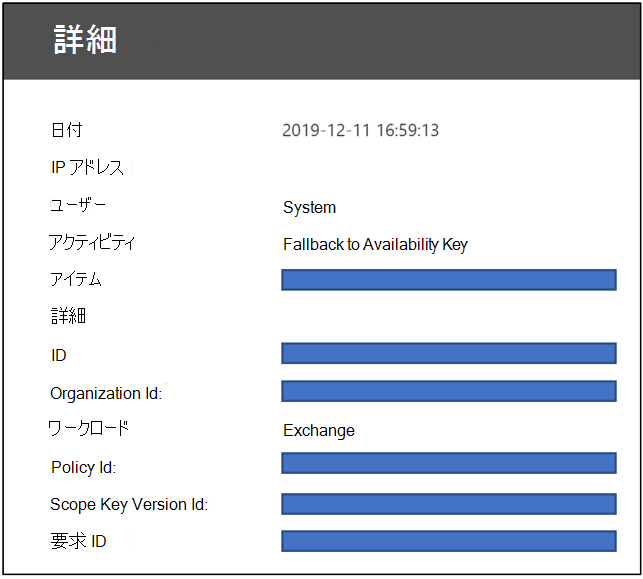 詳細
日付 2019-12-11 16:59:13
IP アドレス
ユーザー System
アクティビティ Fallback to Availability Key
アイテム
詳細
ID
Organization Id:
ワークロード Exchange
Policy Id:
Scope Key Version Id:
要求 ID